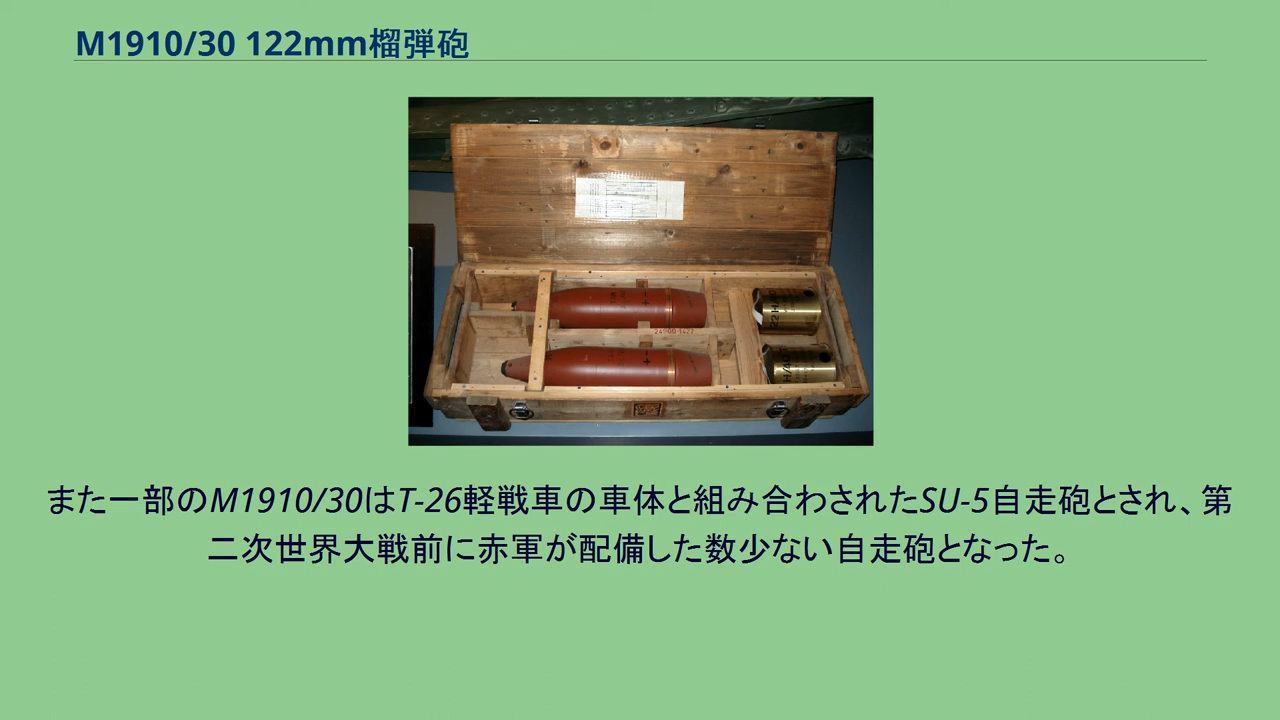 M1910/30 122mm榴弾砲
24900-1422
また一部のM1910/30はT-26軽戦車の車体と組み合わされたSU-5自走砲とされ、第
二次世界大戦前に赤軍が配備した数少ない自走砲となった。